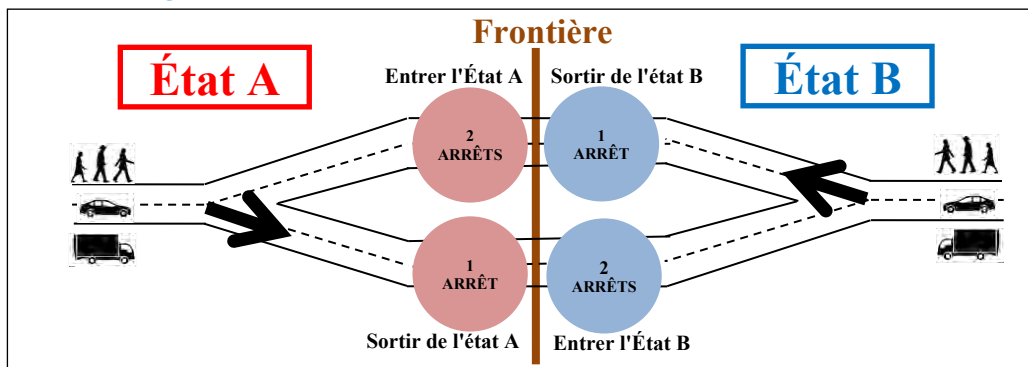 Frontière
État A
État B
Entrer l'État A
Sortir de l'état B
2
ARRÊTS
1
ARRÊT
1
ARRÊT
2
ARRÊTS
Sortir de l'état A
Entrer l'État B